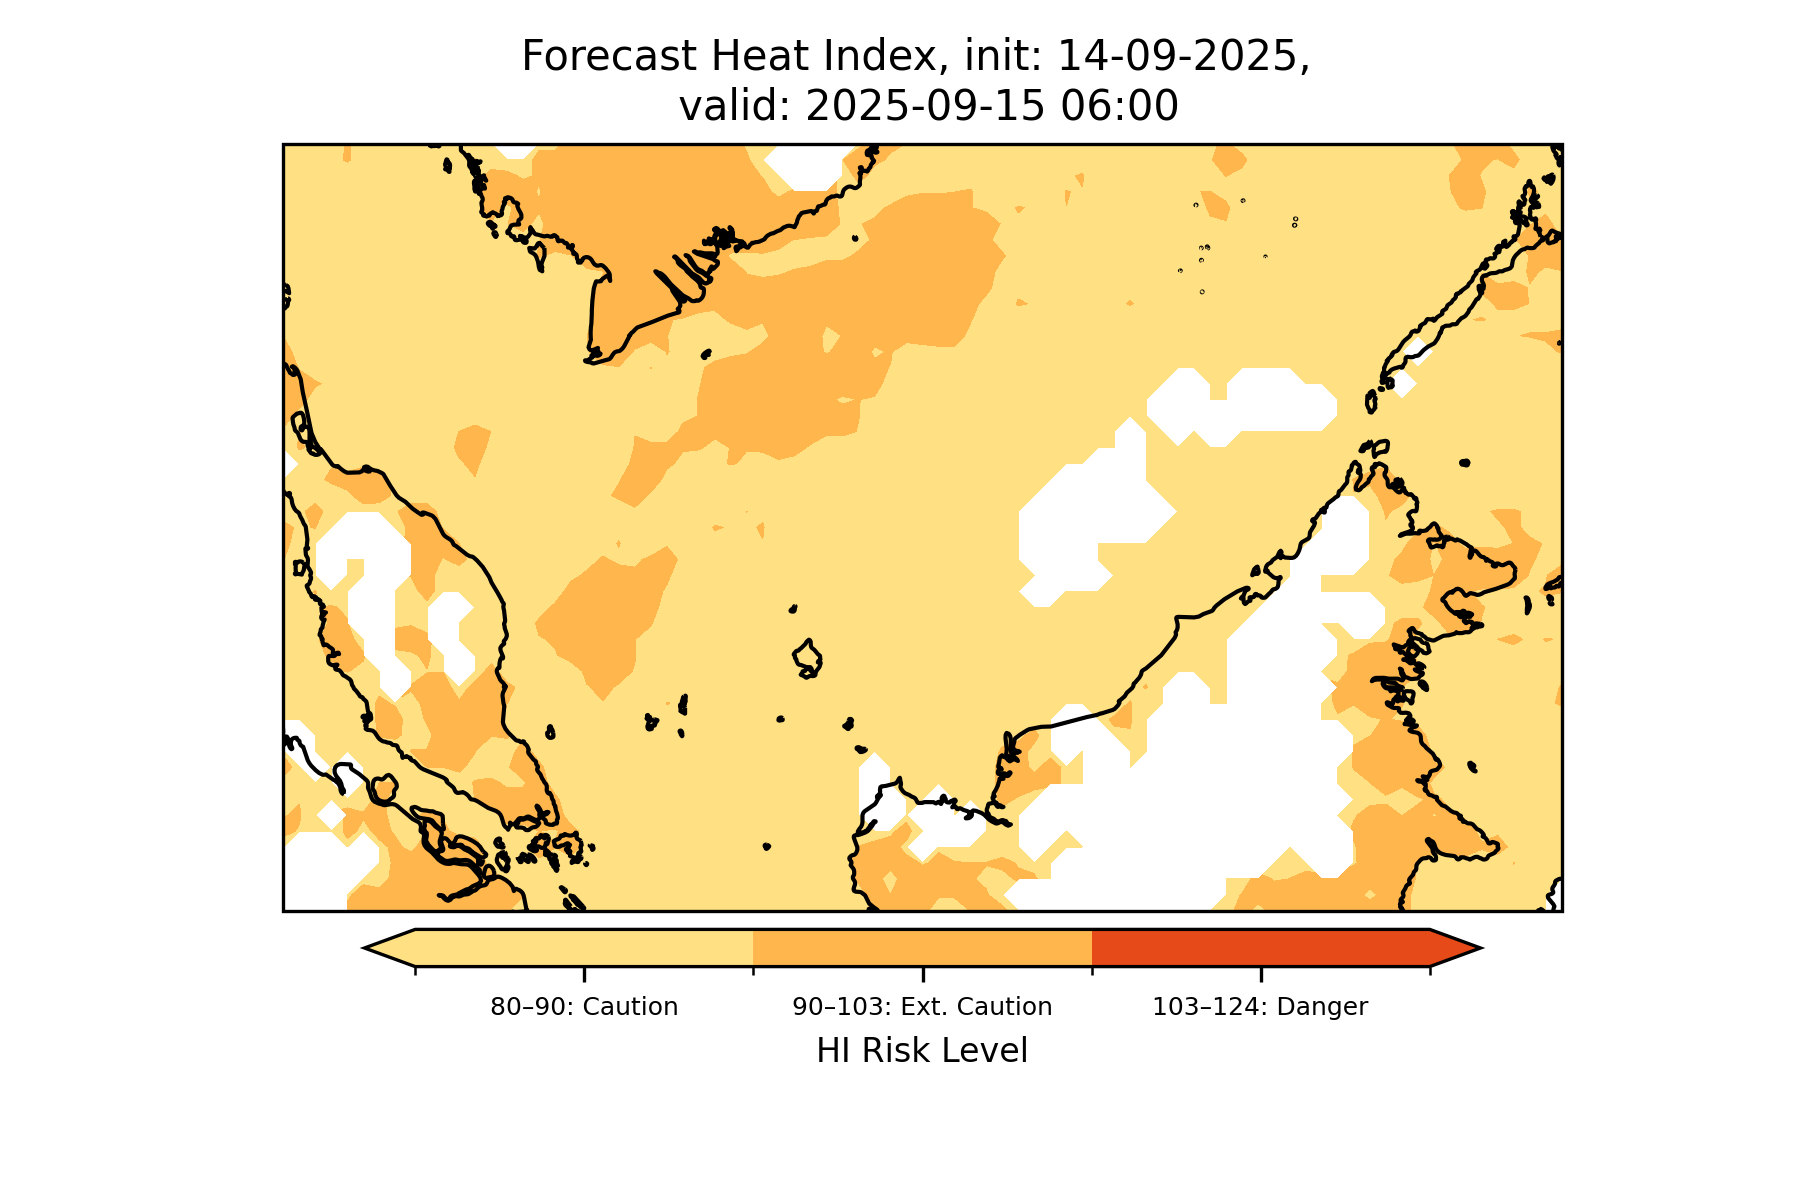 Forecast Heat Index, init: 14-09-2025,
valid: 2025-09-15 06:00
80–90: Caution
90–103: Ext. Caution
103–124: Danger
HI Risk Level